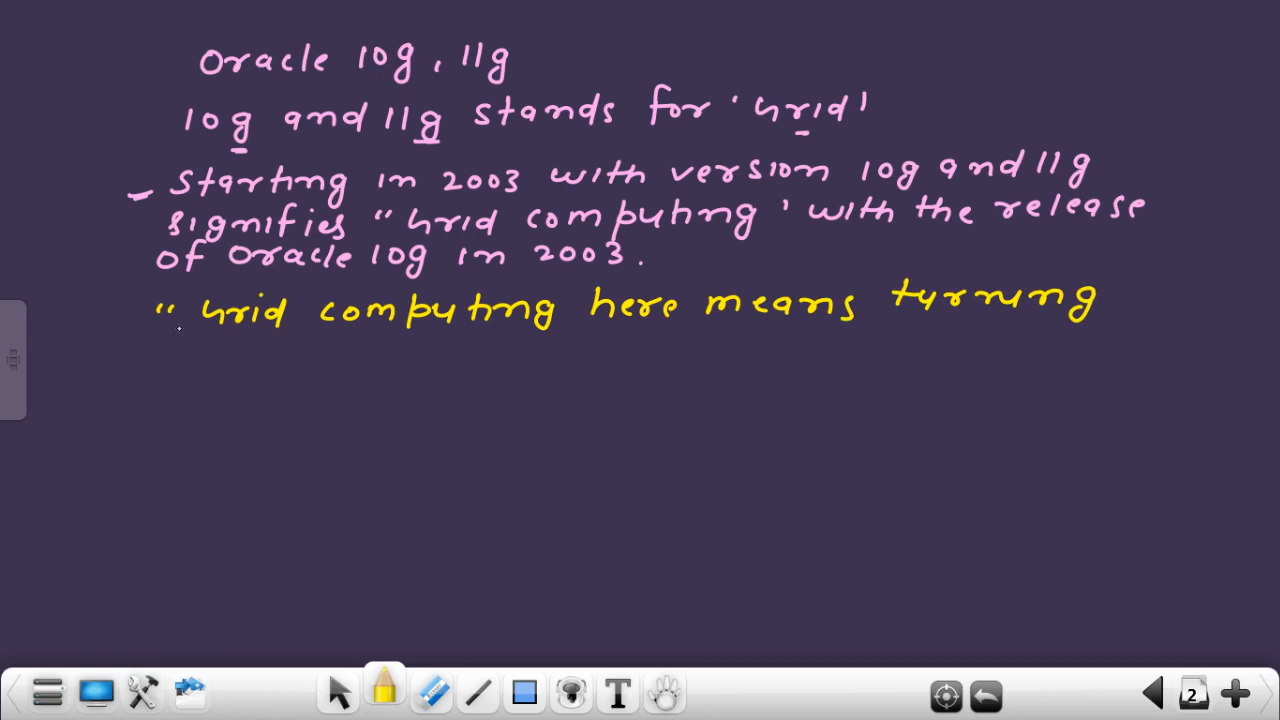 Oracle 10g, 11g
10g and 11g stands for 'Grid'
- Starting in 2003 with version 10g and 11g
signifies "Grid computing' with the release
of Oracle 10g in 2003.
"Grid computing here means turning
2